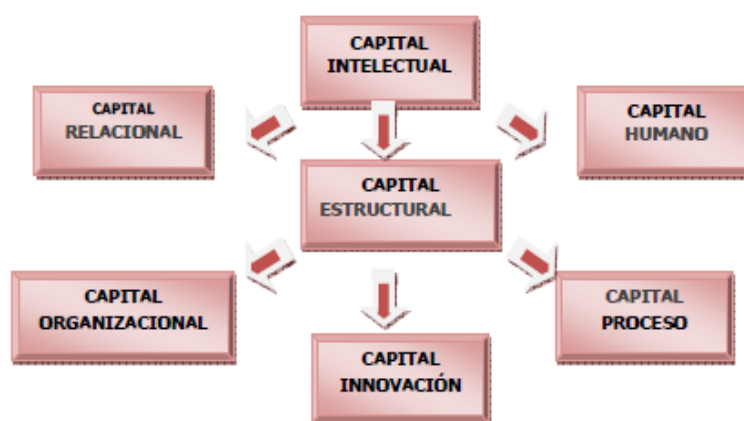 CAPITAL
INTELECTUAL
CAPITAL
RELACIONAL
CAPITAL
HUMANO
CAPITAL
ESTRUCTURAL
CAPITAL
ORGANIZACIONAL
CAPITAL
PROCESO
CAPITAL
INNOVACIÓN